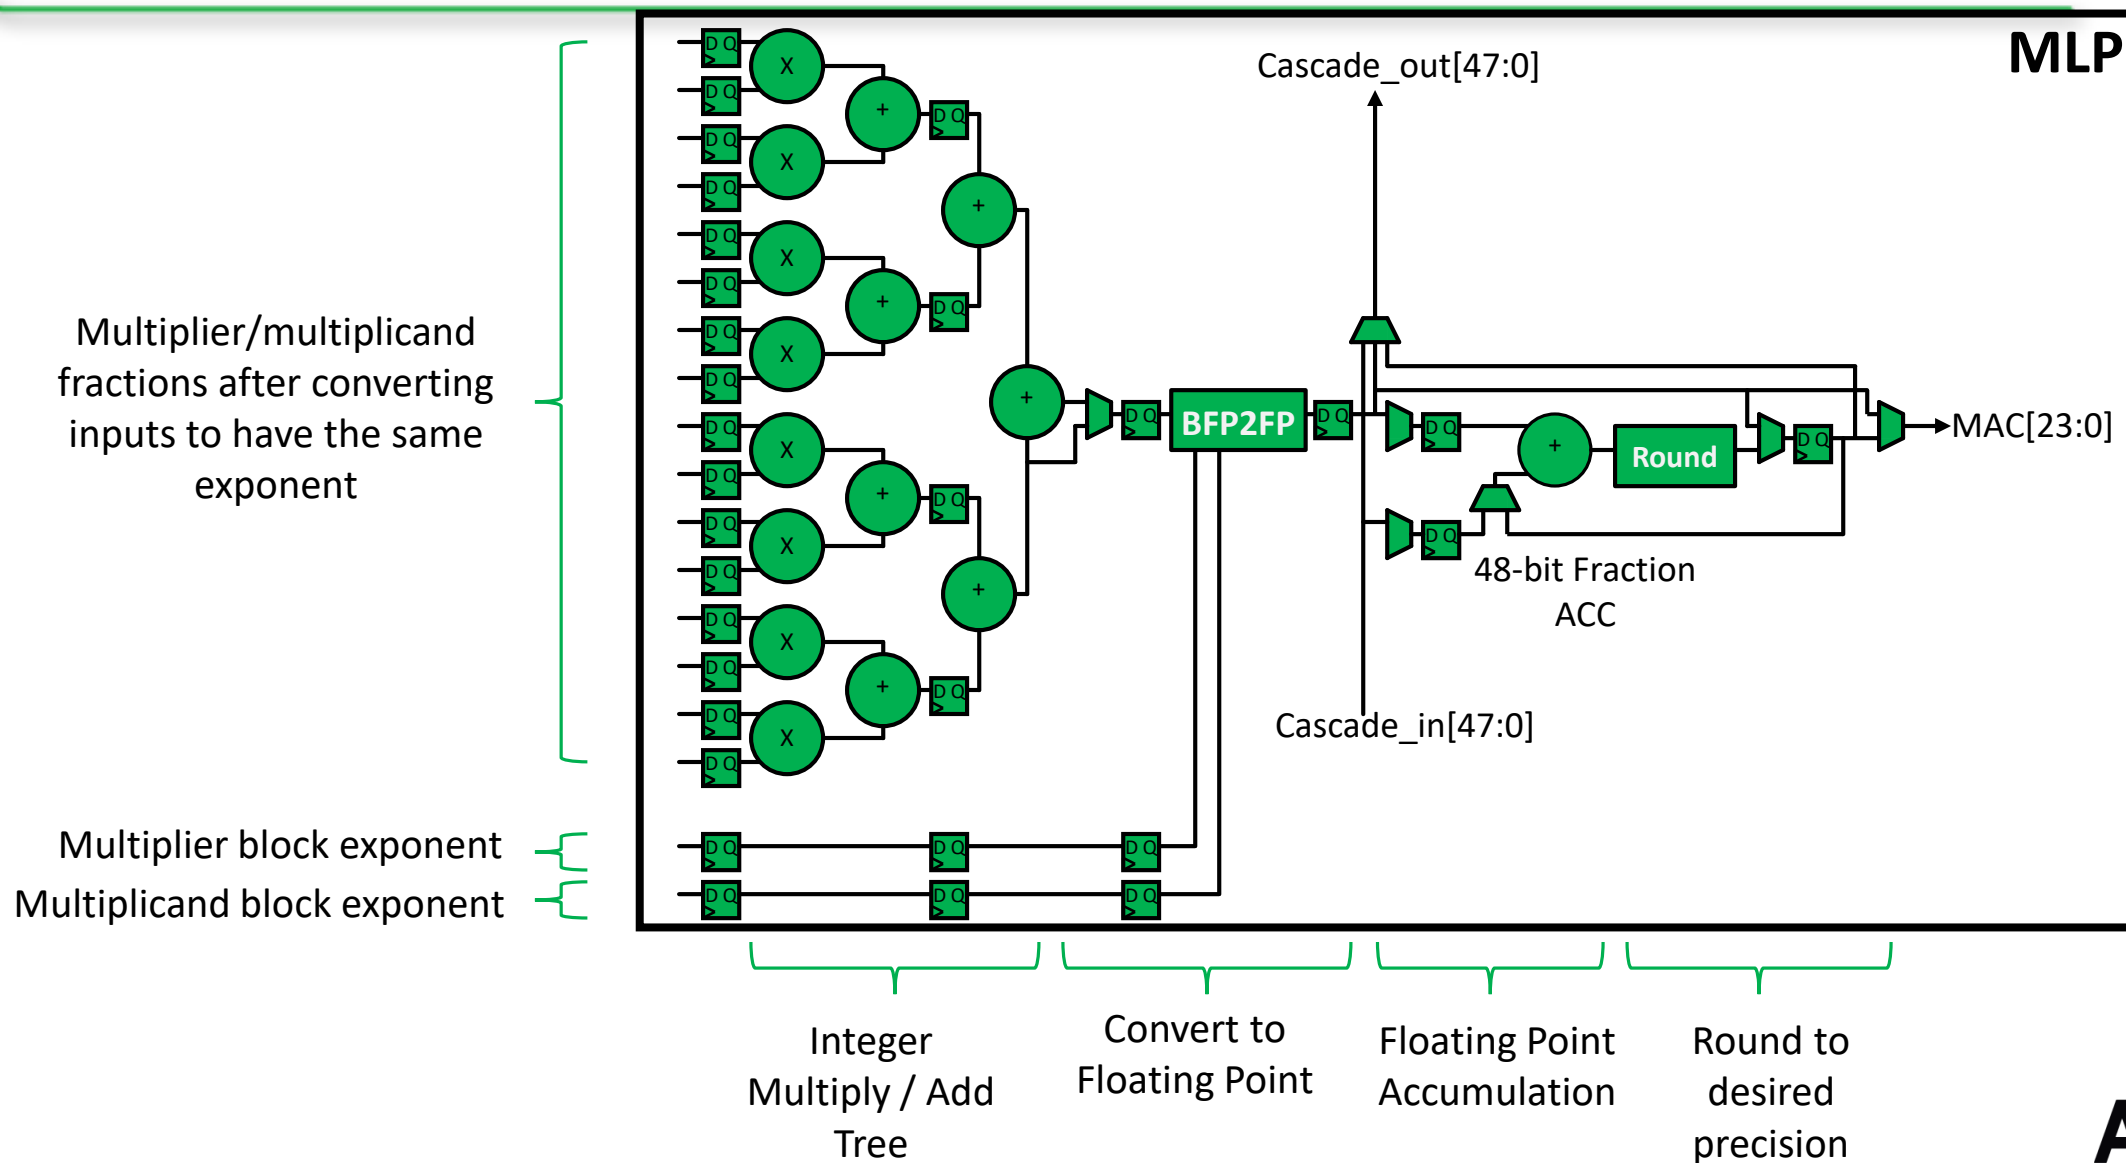 MLP
Cascade_out[47:0]
D Q
X
D Q
+
D Q
D Q
X
D Q
+
D Q
X
D Q
+
D Q
D Q
X
D Q
Multiplier/multiplicand
fractions after converting
inputs to have the same
exponent
+
D Q
BFP2FP
D Q
D Q
+
Round
D Q
MAC[23:0]
D Q
X
D Q
+
D Q
D Q
X
D Q
D Q
48-bit Fraction
ACC
+
D Q
X
D Q
+
D Q
D Q
X
D Q
Cascade_in[47:0]
Multiplier block exponent
D Q
D Q
D Q
Multiplicand block exponent
D Q
D Q
D Q
Integer
Multiply / Add
Tree
Convert to
Floating Point
Floating Point
Accumulation
Round to
desired
precision
A